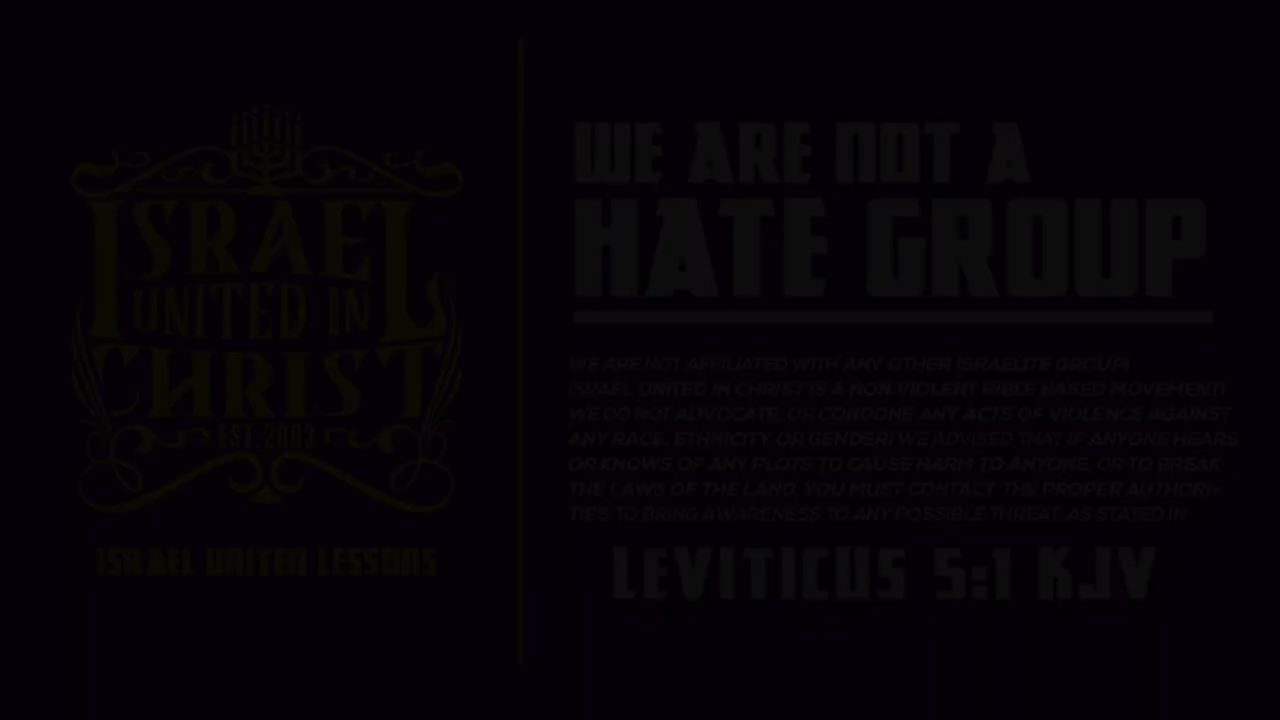 ISRAEL
UNITED IN
CHRIST
EST. 2003
ISRAEL UNITED LESSONS
WE ARE NOT A
HATE GROUP
WE ARE NOT AFFILIATED WITH ANY OTHER ISRAELITE GROUP!
ISRAEL UNITED IN CHRIST IS A NON VIOLENT BIBLE BASED MOVEMENT!
WE DO NOT ADVOCATE, OR CONDONE ANY ACTS OF VIOLENCE AGAINST
ANY RACE, ETHNICITY OR GENDER! WE ADVISED THAT IF ANYONE HEARS
OR KNOWS OF ANY PLOTS TO CAUSE HARM TO ANYONE, OR TO BREAK
THE LAWS OF THE LAND, YOU MUST CONTACT THE PROPER AUTHORI-
TIES TO BRING AWARENESS TO ANY POSSIBLE THREAT. AS STATED IN:
LEVITICUS 5:1 KJV